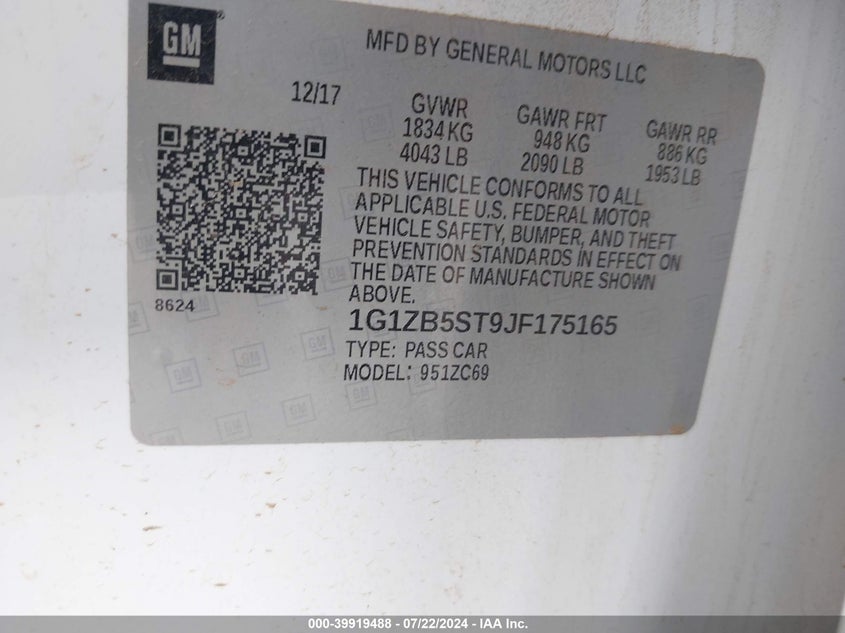 GM
®
MFD BY GENERAL MOTORS LLC
12/17
GVWR
1834 KG
4043 LB
GAWR FRT
948 KG
2090 LB
GAWR RR
886 KG
1953 LB
THIS VEHICLE CONFORMS TO ALL
APPLICABLE U.S. FEDERAL MOTOR
VEHICLE SAFETY, BUMPER, AND THEFT
PREVENTION STANDARDS IN EFFECT ON
THE DATE OF MANUFACTURE SHOWN
ABOVE.
8624
1G1ZB5ST9JF175165
TYPE: PASS CAR
MODEL: 951ZC69
000-39919488 - 07/22/2024 - IAA Inc.